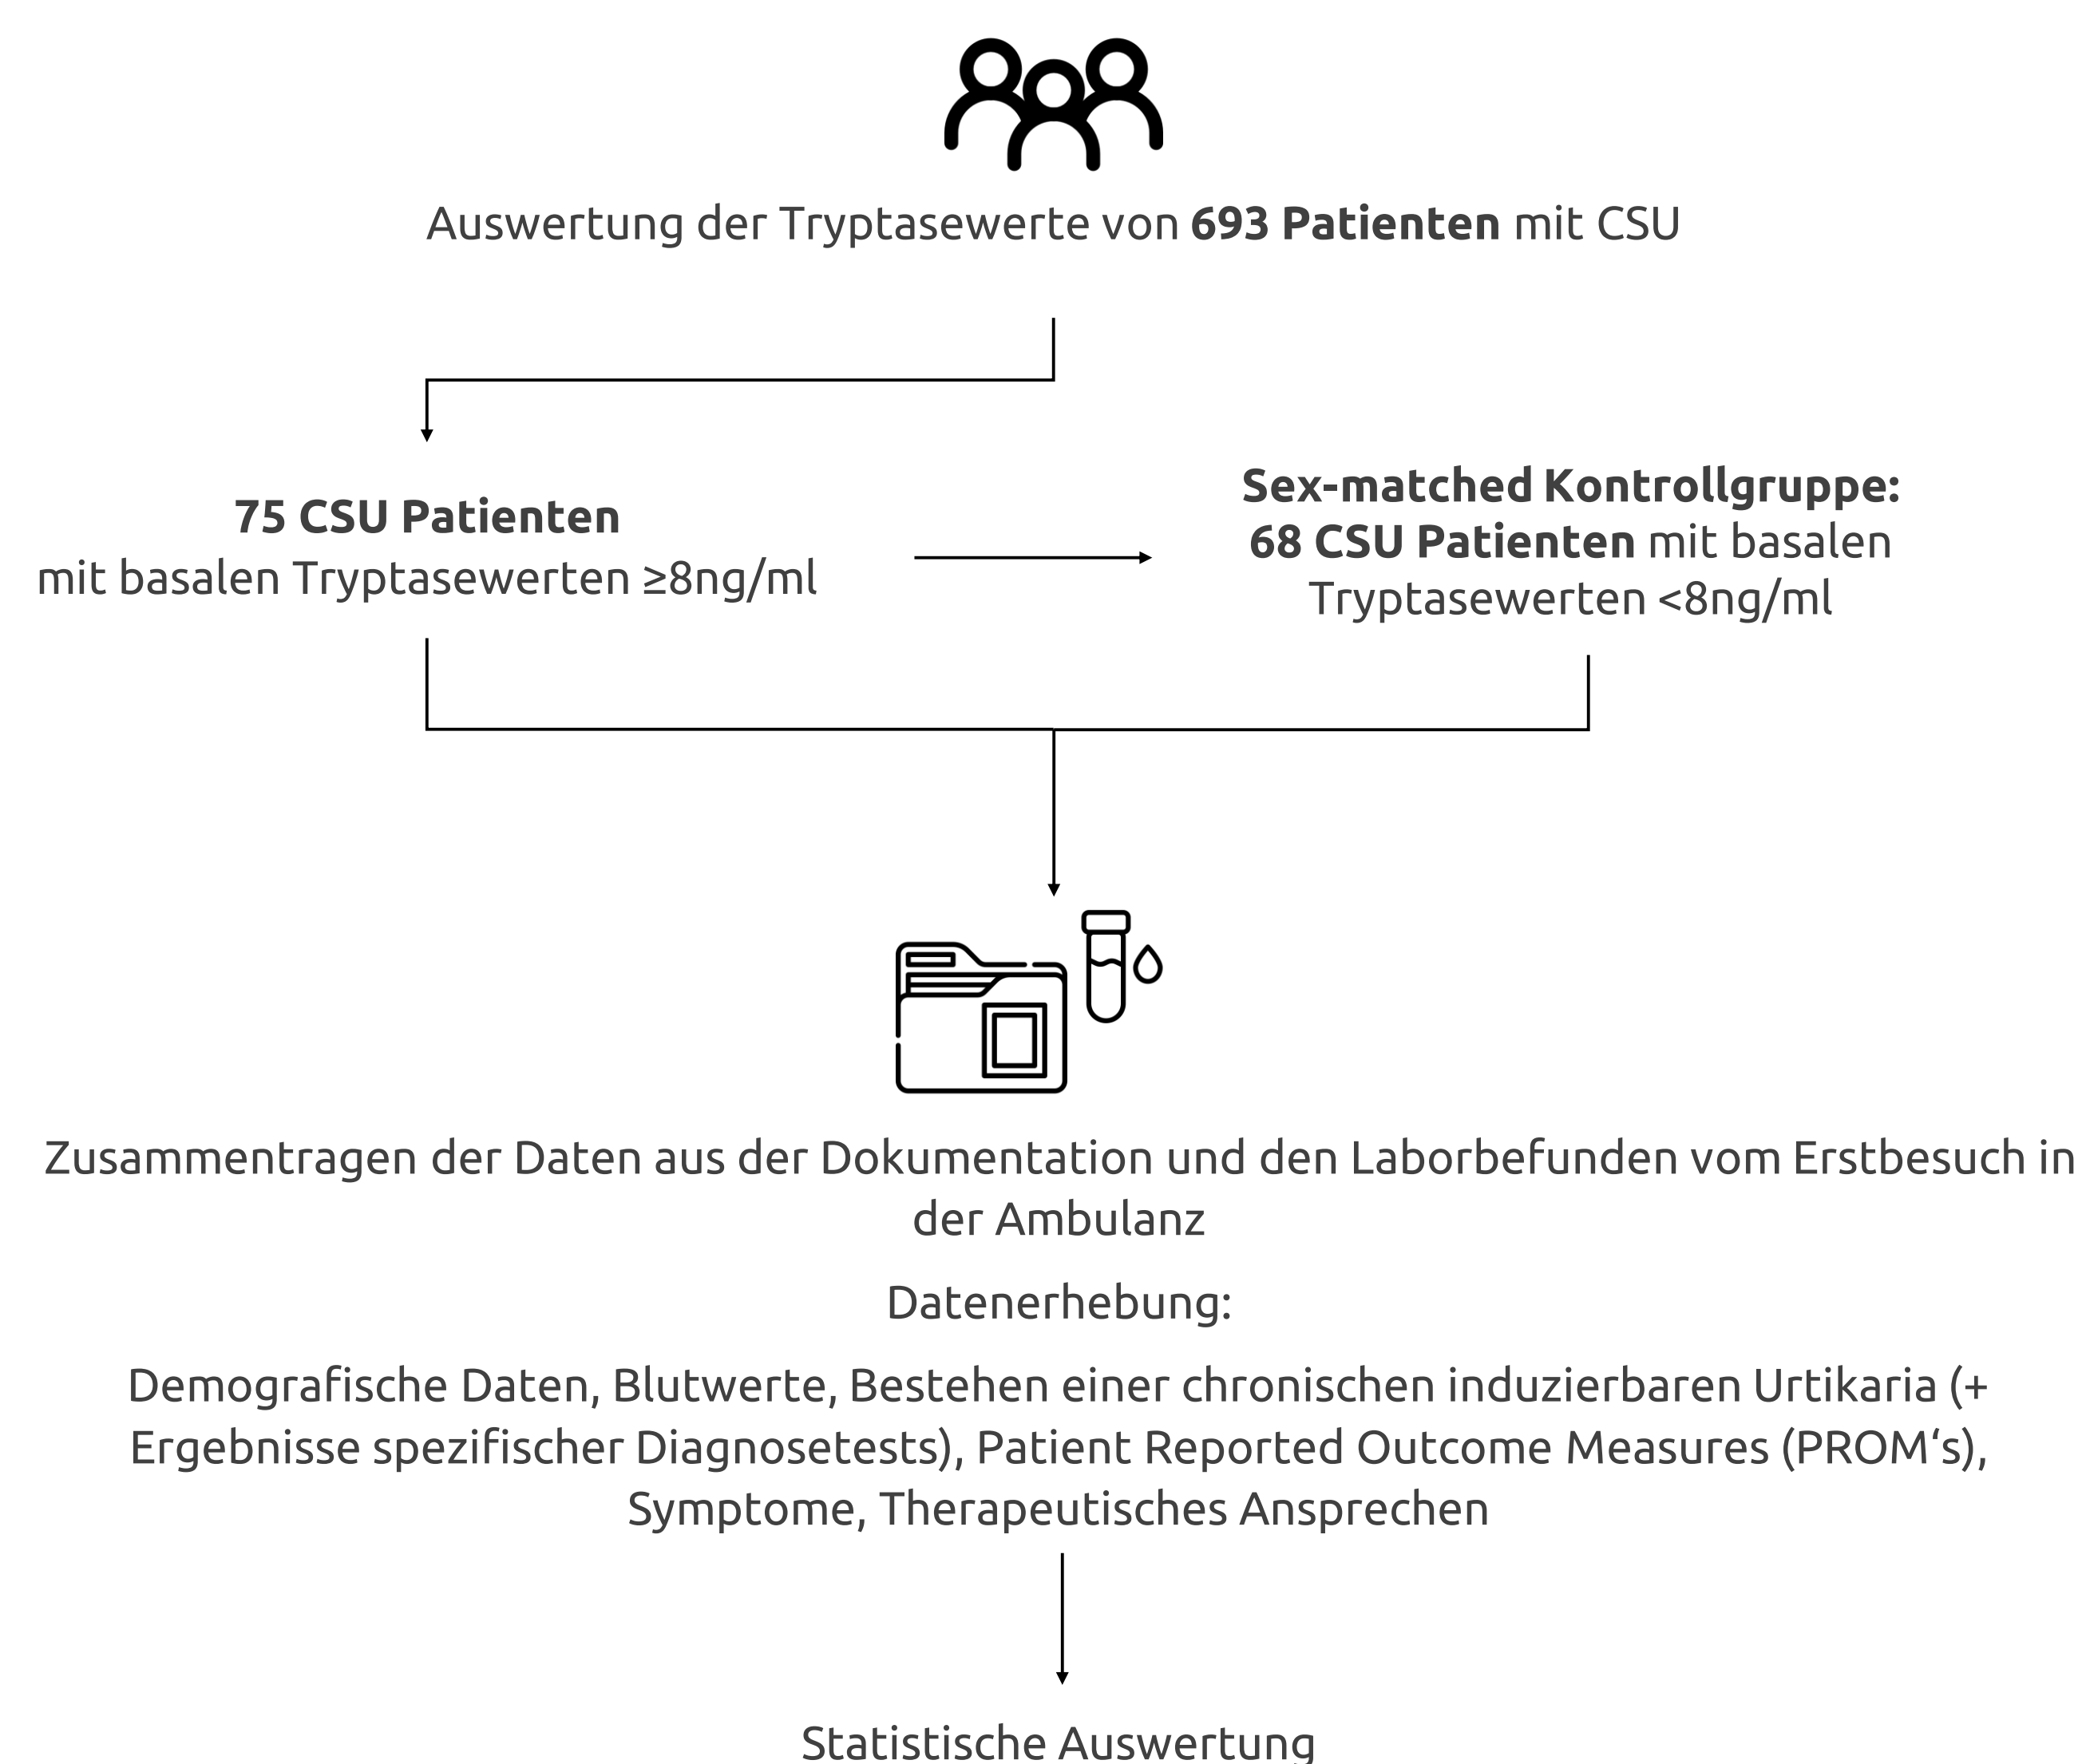 Auswertung der Tryptasewerte von 693 Patienten mit CSU
75 CSU Patienten
mit basalen Tryptasewerten ≥8ng/ml
Sex-matched Kontrollgruppe:
68 CSU Patienten mit basalen
Tryptasewerten <8ng/ml
Zusammentragen der Daten aus der Dokumentation und den Laborbefunden vom Erstbesuch in
der Ambulanz
Datenerhebung:
Demografische Daten, Blutwerte, Bestehen einer chronischen induzierbaren Urtikaria (+
Ergebnisse spezifischer Diagnosetests), Patient Reported Outcome Measures (PROM‘s),
Symptome, Therapeutisches Ansprechen
Statistische Auswertung